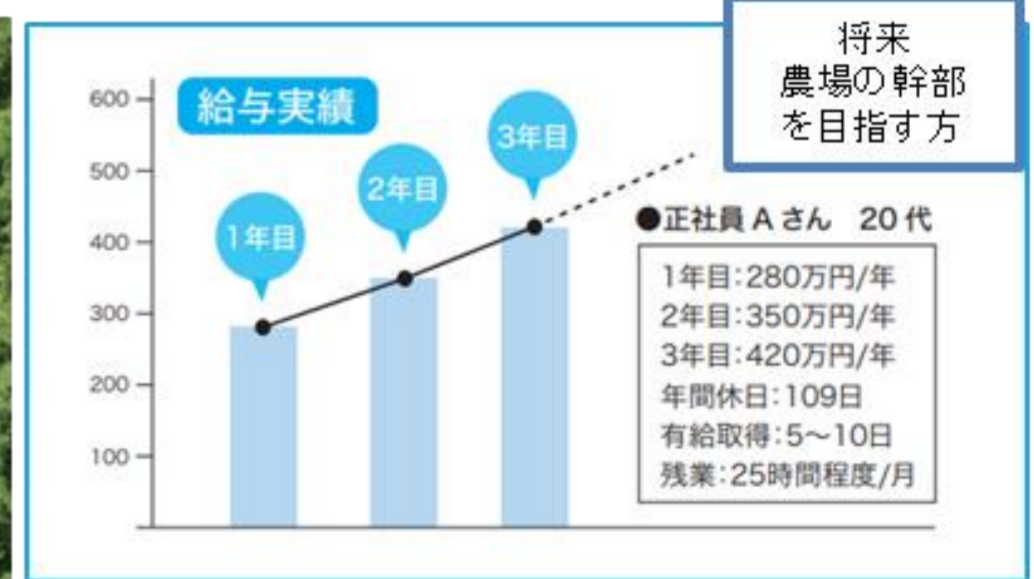 将来
農場の幹部
を目指す方
給与実績
600
500
400
300
200
100
1年目
2年目
3年目
●正社員 A さん 20 代
1年目:280万円/年
2年目:350万円/年
3年目:420万円/年
年間休日:109日
有給取得:5〜10日
残業:25時間程度/月